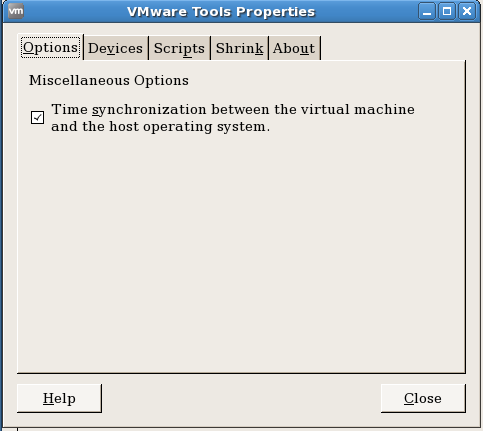 vm VMware Tools Properties
Options Devices Scripts Shrink About
Miscellaneous Options
Time synchronization between the virtual machine
and the host operating system.
Help Close